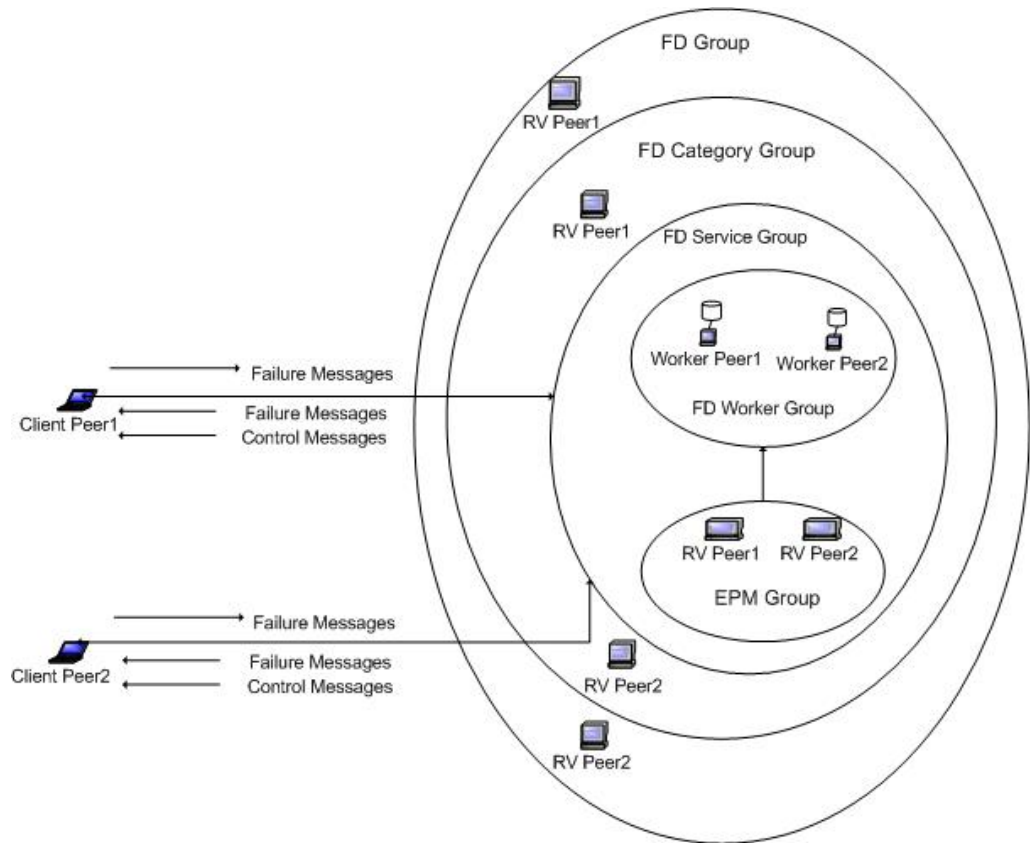 FD Group
RV Peer1
FD Category Group
RV Peer1
FD Service Group
Worker Peer1
Worker Peer2
FD Worker Group
Failure Messages
Client Peer1
Failure Messages
Control Messages
RV Peer1
RV Peer2
EPM Group
Failure Messages
Client Peer2
Failure Messages
Control Messages
RV Peer2
RV Peer2